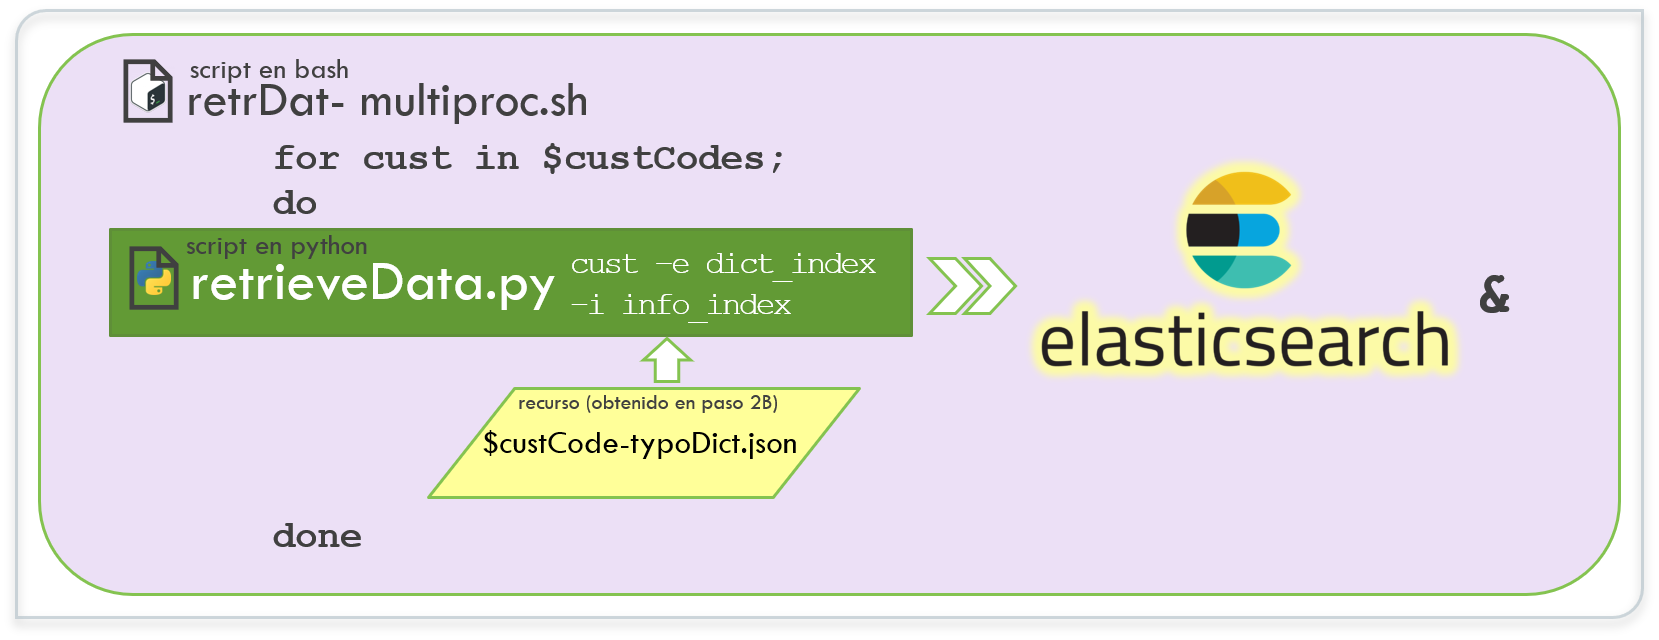 script en bash
retrDat- multiproc.sh
for cust in $custCodes;
do
script en python
retrieveData.py cust -e dict_index
-i info_index
elasticsearch &
recurso (obtenido en paso 2B)
$custCode-typoDict.json
done